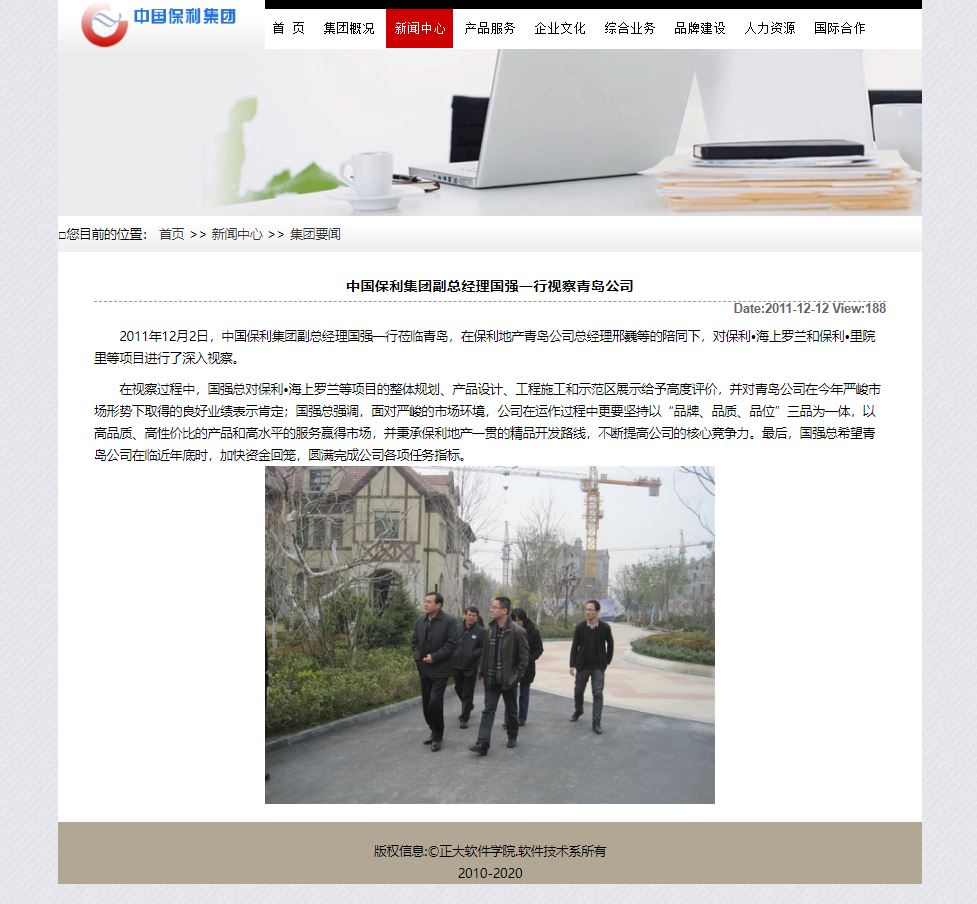 中国保利集团
首 页 集团概况 新闻中心 产品服务 企业文化 综合业务 品牌建设 人力资源 国际合作
□您目前的位置： 首页 >> 新闻中心 >> 集团要闻
中国保利集团副总经理国强一行视察青岛公司
Date:2011-12-12 View:188
2011年12月2日，中国保利集团副总经理国强一行莅临青岛，在保利地产青岛公司总经理邢巍等的陪同下，对保利•海上罗兰和保利•里院
里等项目进行了深入视察。
在视察过程中，国强总对保利•海上罗兰等项目的整体规划、产品设计、工程施工和示范区展示给予高度评价，并对青岛公司在今年严峻市
场形势下取得的良好业绩表示肯定；国强总强调，面对严峻的市场环境，公司在运作过程中更要坚持以“品牌、品质、品位”三品为一体，以
高品质、高性价比的产品和高水平的服务赢得市场，并秉承保利地产一贯的精品开发路线，不断提高公司的核心竞争力。最后，国强总希望青
岛公司在临近年底时，加快资金回笼，圆满完成公司各项任务指标。
版权信息:©正大软件学院.软件技术系所有
2010-2020